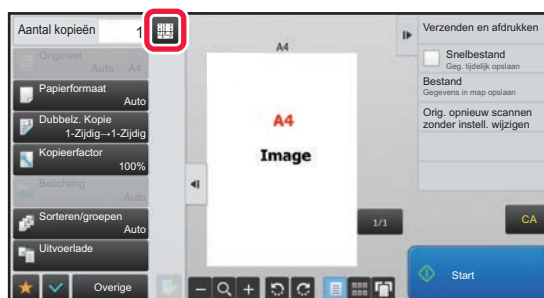 Aantal kopieën 1
Origineel
Auto A4
Papierformaat
Auto
Dubbelz. Kopie
1-Zijdig→1-Zijdig
Kopieerfactor
100%
Belichting
Auto
Sorteren/groepen
Auto
Uitvoerlade
Overige
A4
A4
Image
1/1
Verzenden en afdrukken
Snelbestand
Geg. tijdelijk opslaan
Bestand
Gegevens in map opslaan
Orig. opnieuw scannen
zonder instell. wijzigen
CA
Start